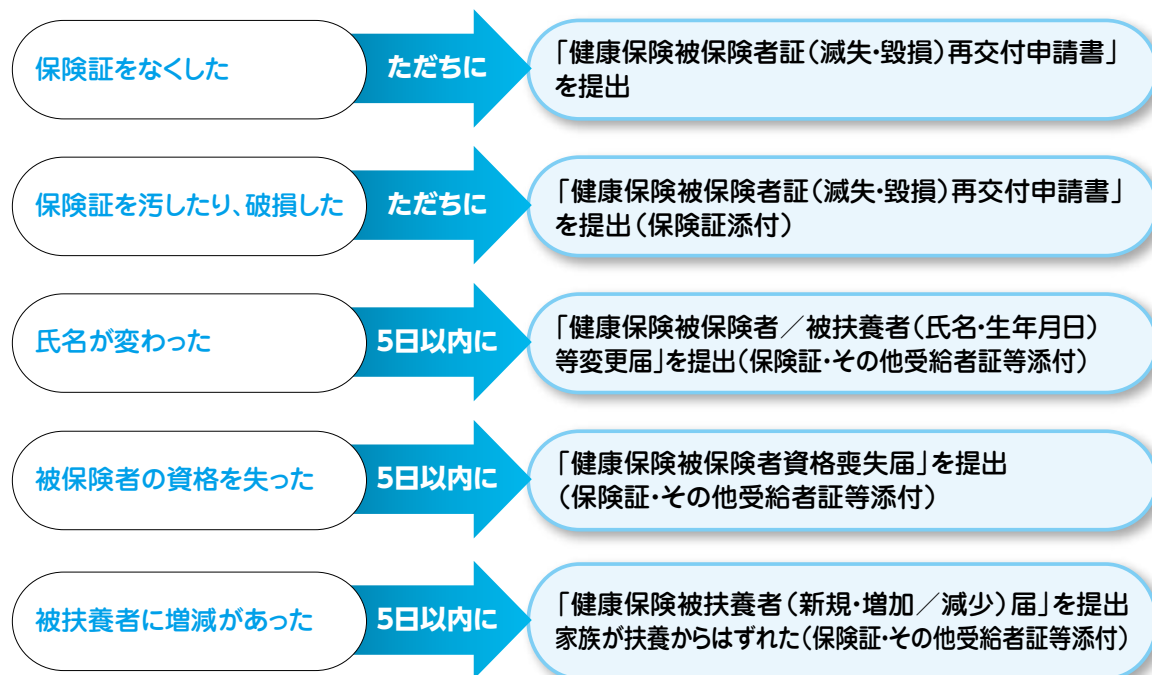 保険証をなくした
ただちに
「健康保険被保険者証（滅失・毀損）再交付申請書」
を提出
保険証を汚したり、破損した
ただちに
「健康保険被保険者証（滅失・毀損）再交付申請書」
を提出（保険証添付）
氏名が変わった
5日以内に
「健康保険被保険者／被扶養者（氏名・生年月日）
等変更届」を提出（保険証・その他受給者証等添付）
被保険者の資格を失った
5日以内に
「健康保険被保険者資格喪失届」を提出
（保険証・その他受給者証等添付）
被扶養者に増減があった
5日以内に
「健康保険被扶養者（新規・増加／減少）届」を提出
家族が扶養からはずれた（保険証・その他受給者証等添付）